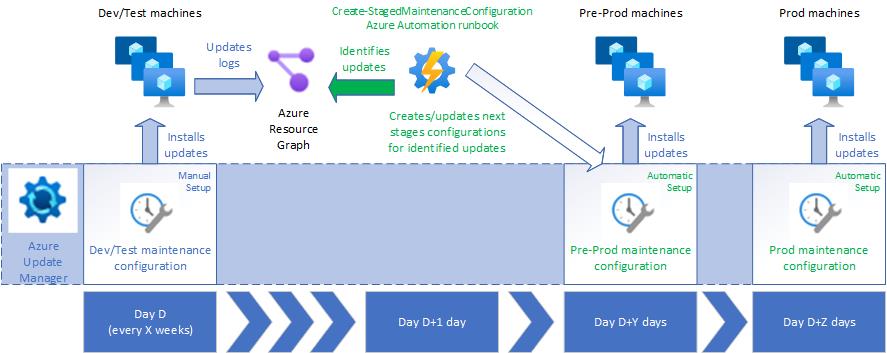 Dev/Test machines
Create-StagedMaintenanceConfiguration
Azure Automation runbook
Pre-Prod machines
Prod machines
Updates
logs
Identifies
updates
Azure
Resource
Graph
Creates/updates next
stages configurations
for identified updates
Installs
updates
Installs
updates
Installs
updates
Azure
Update
Manager
Manual
Setup
Dev/Test maintenance
configuration
Automatic
Setup
Pre-Prod maintenance
configuration
Automatic
Setup
Prod maintenance
configuration
Day D
(every X weeks)
Day D+1 day
Day D+Y days
Day D+Z days